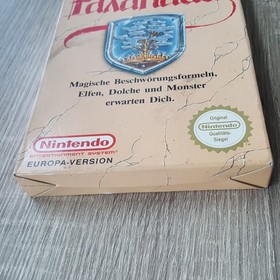 Faxanadu
Magische Beschwörungsformeln,
Elfen, Dolche und Monster
erwarten Dich.
Nintendo
ENTERTAINMENT SYSTEM
EUROPA-VERSION
Original
Nintendo
Qualitäts-
Siegel